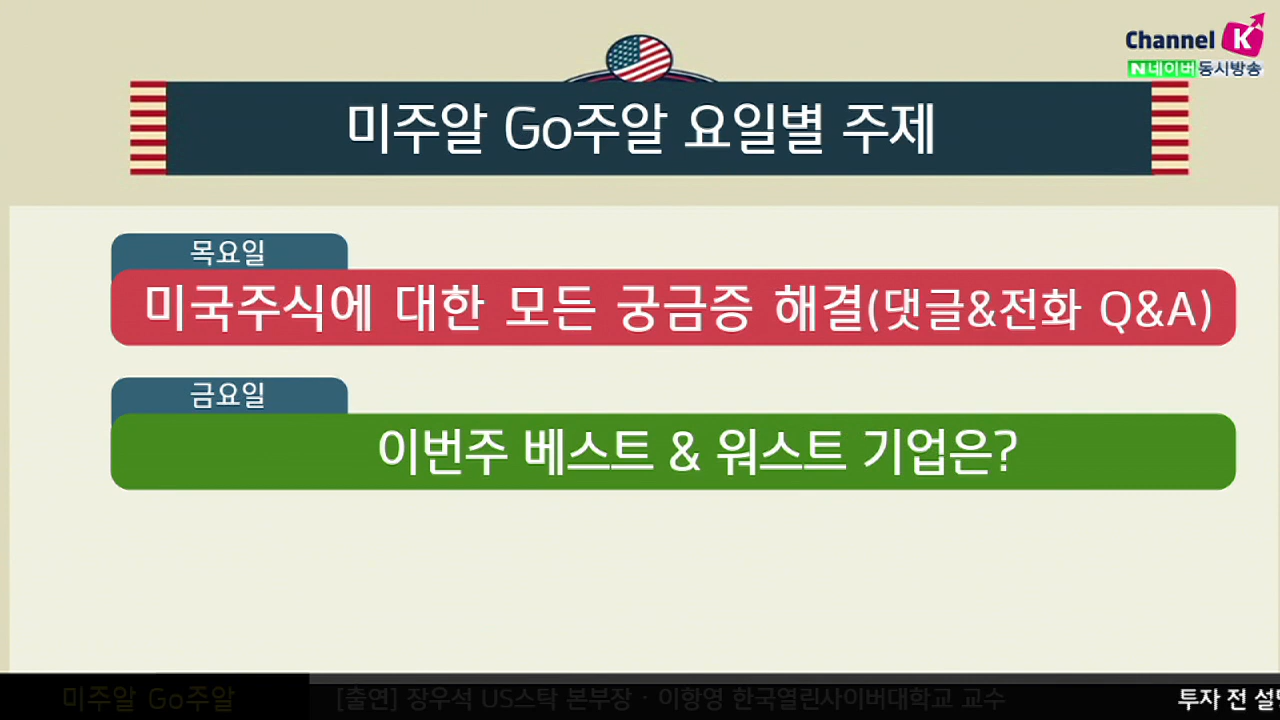 Channel K
N 네이버 동시방송
미주알 Go주알 요일별 주제
목요일
미국주식에 대한 모든 궁금증 해결(댓글&전화 Q&A)
금요일
이번주 베스트 & 워스트 기업은?
미주알 Go주알
[출연] 장우석 US스탁 본부장 · 이항영 한국열린사이버대학교 교수
투자 전